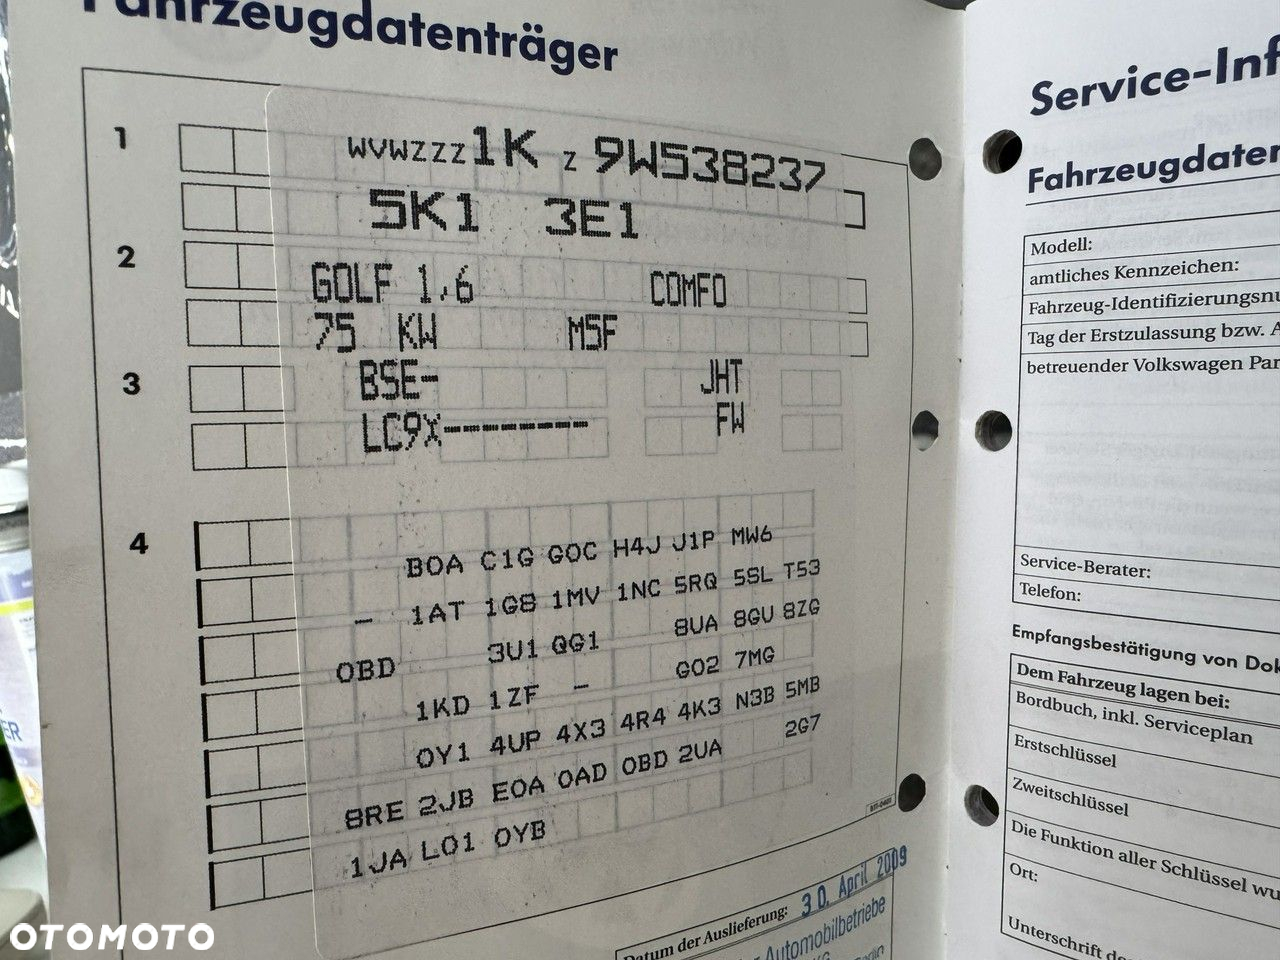 Fahrzeugdatenträger
1
WVWZZZ1K Z 9W538237
5K1 3E1
2
GOLF 1,6 COMFO
75 KW M5F
3
BSE- JHT
LC9X--------- FW
4
B0A C1G G0C H4J J1P MW6
- 1AT 1G8 1MV 1NC 5RQ 5SL T53
0BD 3U1 QG1 8UA 8GU 8ZG
1KD 1ZF - G02 7MG
0Y1 4UP 4X3 4R4 4K3 N3B 5MB
8RE 2JB E0A 0AD 0BD 2UA 2G7
1JA L01 0YB
Datum der Auslieferung: 30. April 2009
Automobilbetriebe
Service-Inf
Fahrzeugdaten
Modell:
amtliches Kennzeichen:
Fahrzeug-Identifizierungsnu
Tag der Erstzulassung bzw. A
betreuender Volkswagen Par
Service-Berater:
Telefon:
Empfangsbestätigung von Dok
Dem Fahrzeug lagen bei:
Bordbuch, inkl. Serviceplan
Erstschlüssel
Zweitschlüssel
Die Funktion aller Schlüssel wu
Ort:
Unterschrift de
OTOMOTO